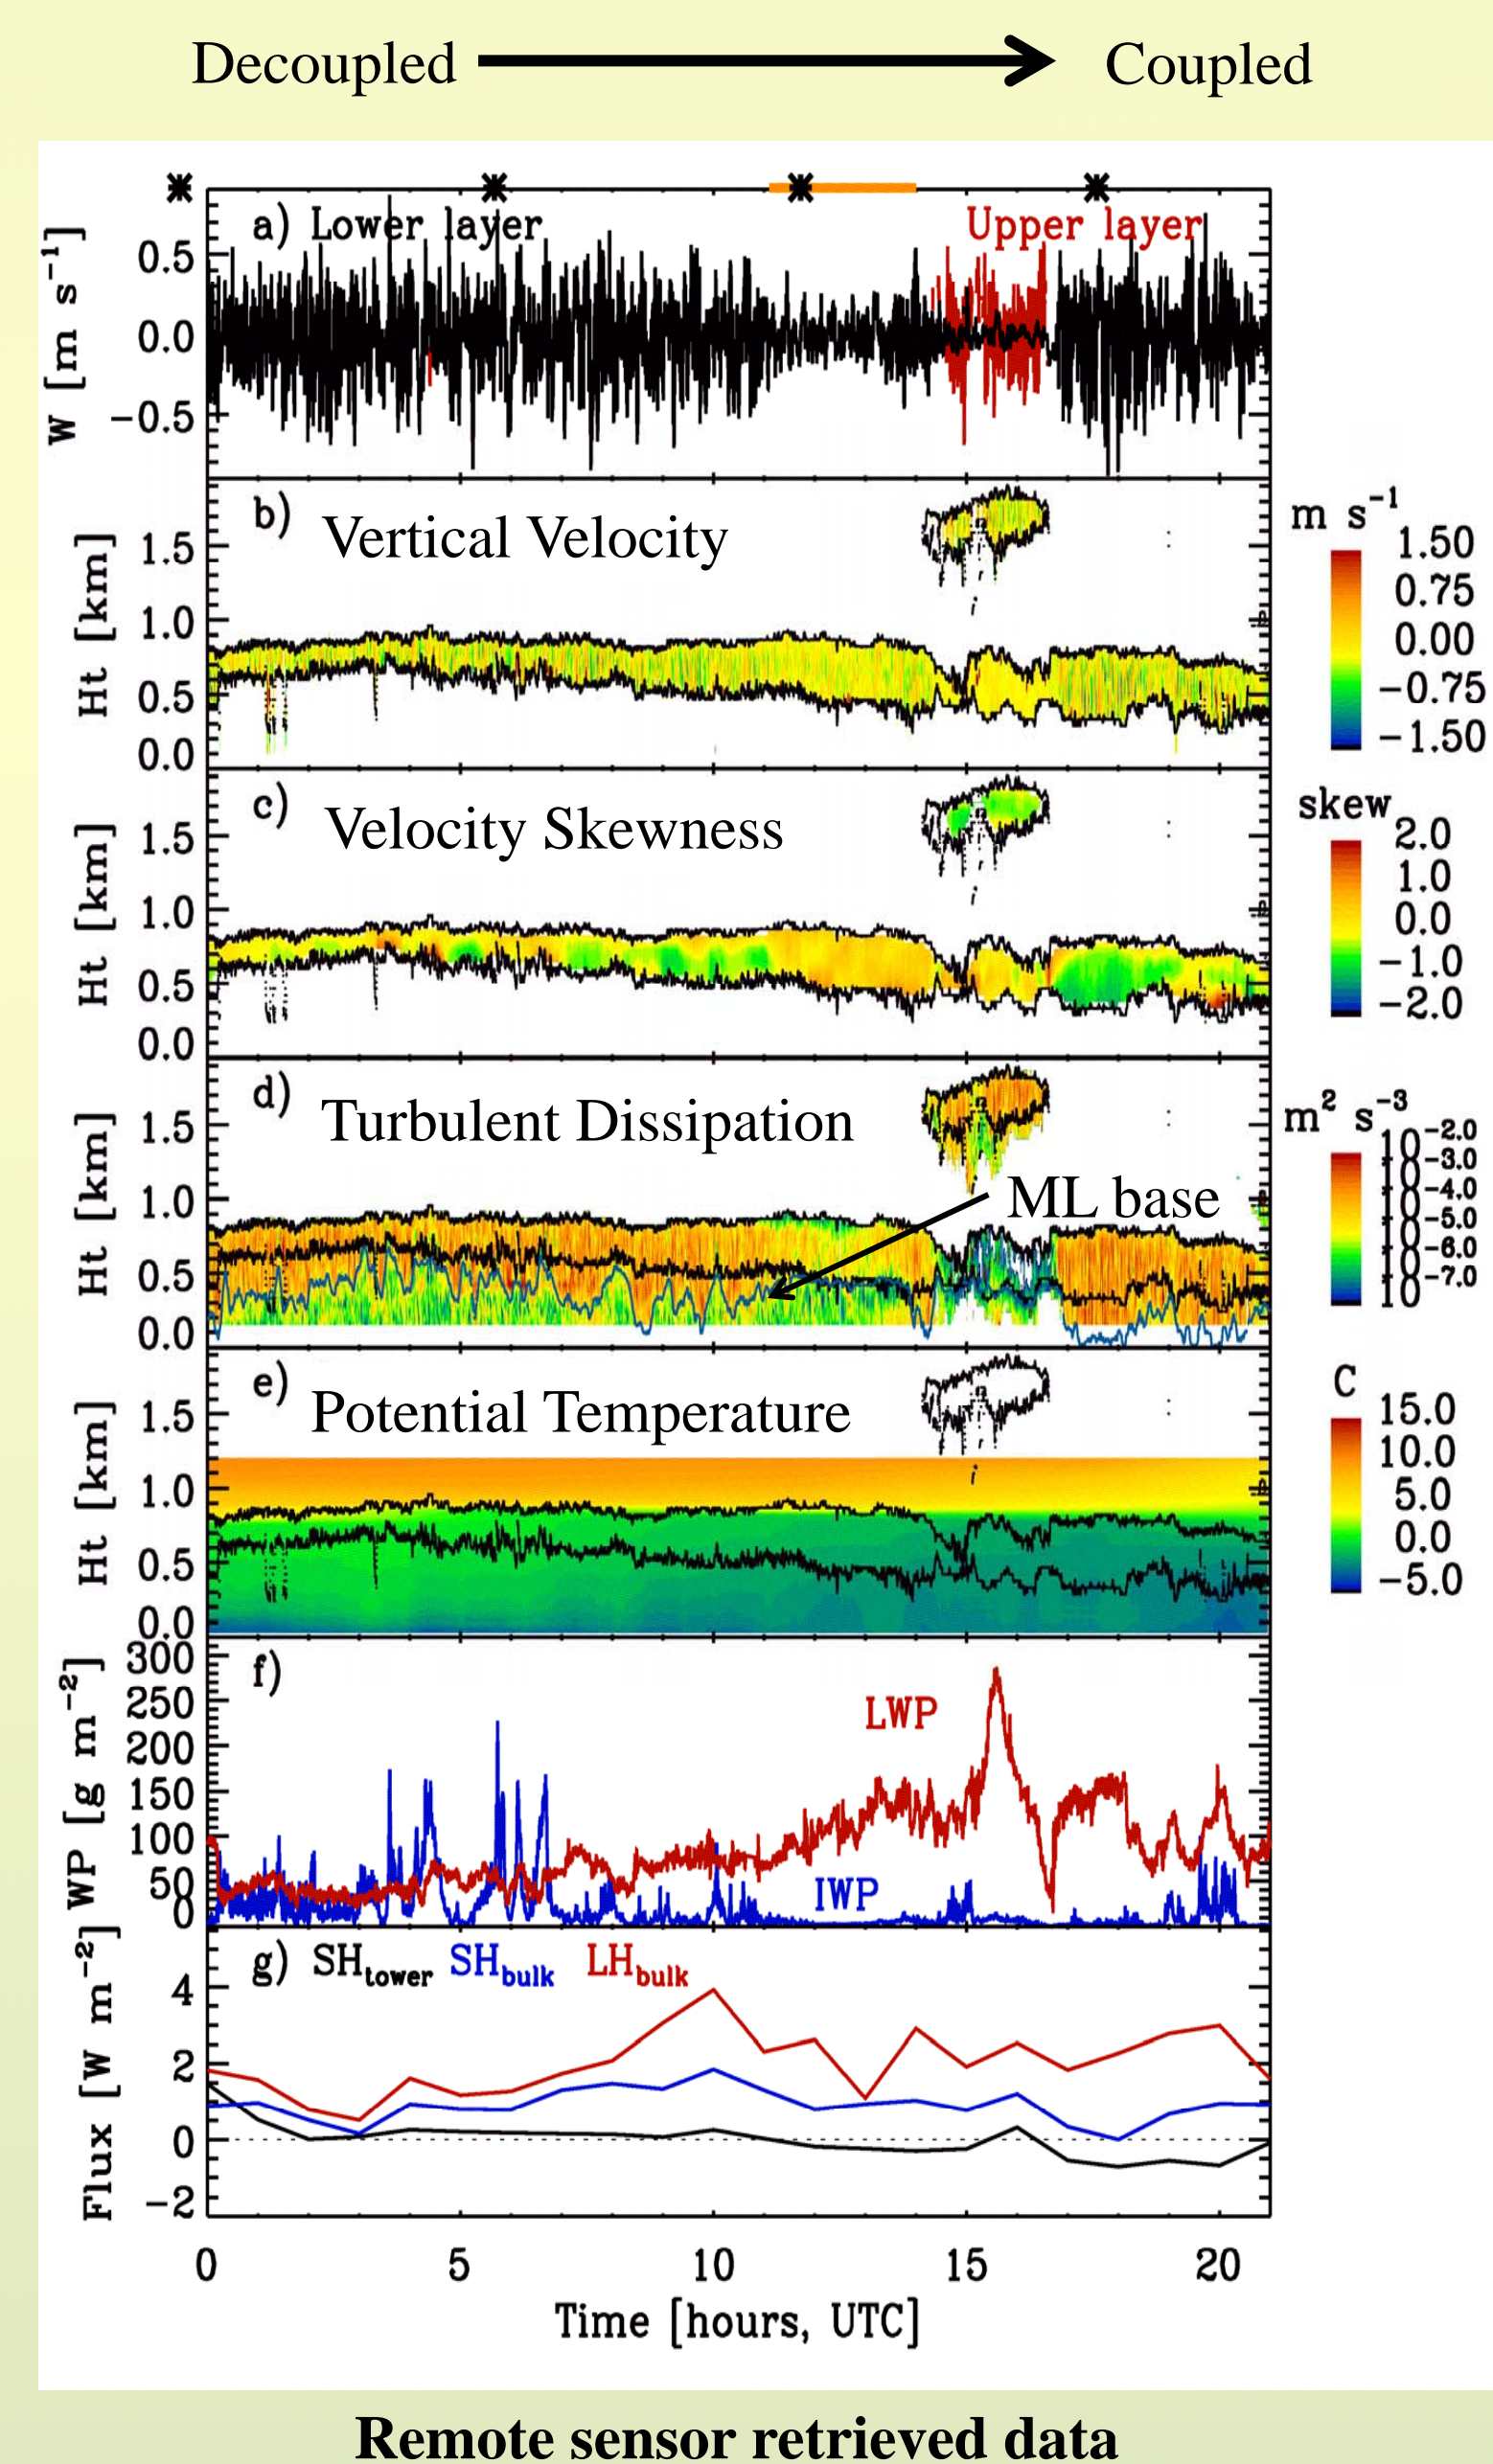 Decoupled Coupled
a) Lower layer Upper layer
W [m s⁻¹]
0.5
0.0
−0.5
b) Vertical Velocity
Ht [km]
1.5
1.0
0.5
0.0
m s⁻¹
1.50
0.75
0.00
−0.75
−1.50
c) Velocity Skewness
Ht [km]
1.5
1.0
0.5
0.0
skew
2.0
1.0
0.0
−1.0
−2.0
d) Turbulent Dissipation
ML base
Ht [km]
1.5
1.0
0.5
0.0
m² s⁻³
10⁻²·⁰
10⁻³·⁰
10⁻⁴·⁰
10⁻⁵·⁰
10⁻⁶·⁰
10⁻⁷·⁰
e) Potential Temperature
Ht [km]
1.5
1.0
0.5
0.0
C
15.0
10.0
5.0
0.0
−5.0
f)
LWP
IWP
WP [g m⁻²]
300
250
200
150
100
50
0
g) SHtower SHbulk LHbulk
Flux [W m⁻²]
4
2
0
−2
0 5 10 15 20
Time [hours, UTC]
Remote sensor retrieved data